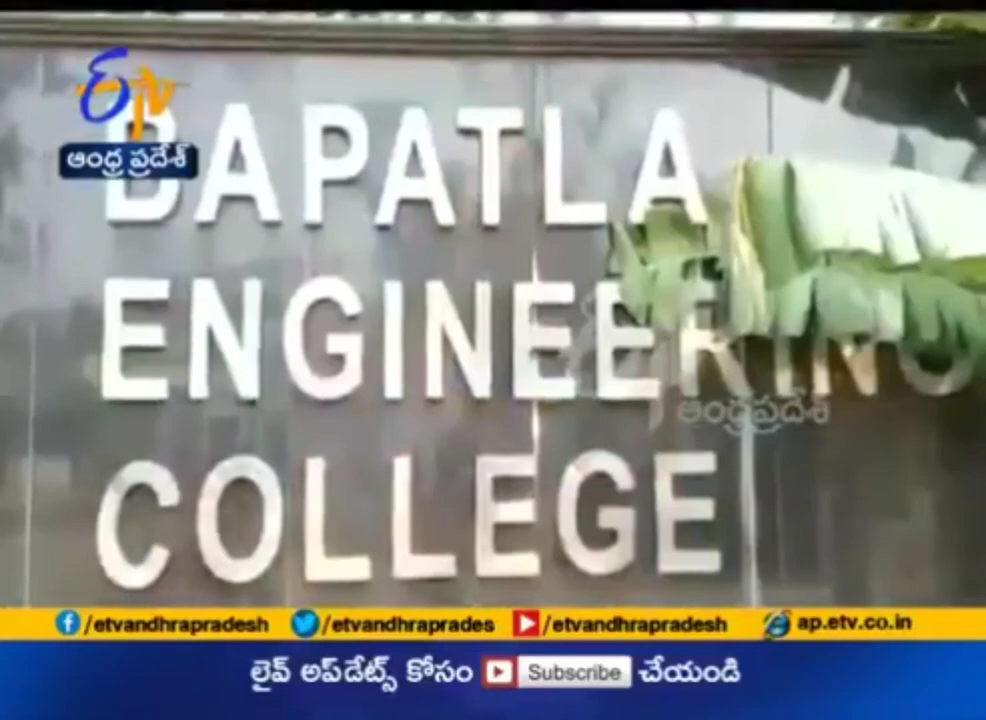 ETV
ఆంధ్ర ప్రదేశ్
BAPATLA
ENGINEERING
COLLEGE
ఆంధ్రప్రదేశ్
/etvandhrapradesh /etvandhraprades /etvandhrapradesh ap.etv.co.in
లైవ్ అప్‌డేట్స్ కోసం Subscribe చేయండి